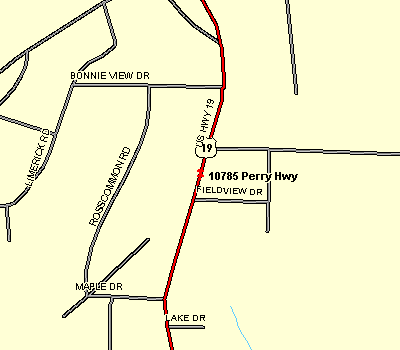 BONNIE VIEW DR
US HWY 19
LIMERICK RD
19
ROSSCOMMON RD
10785 Perry Hwy
FIELDVIEW DR
MAPLE DR
LAKE DR